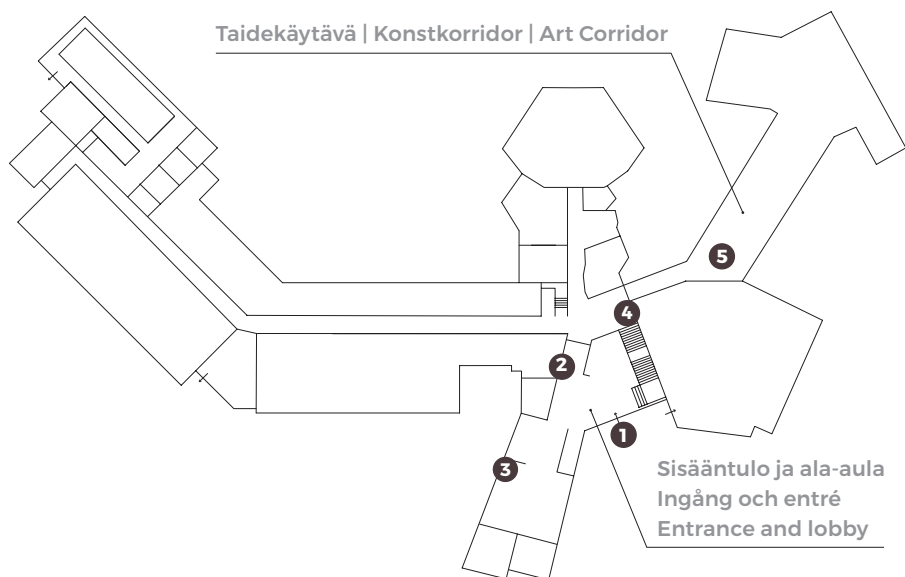 Taidekäytävä | Konstkorridor | Art Corridor
5
4
2
1
3
Sisääntulo ja ala-aula
Ingång och entré
Entrance and lobby